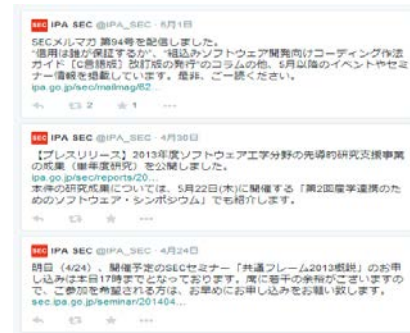 SEC IPA SEC @IPA_SEC · 5月1日
SECメルマガ 第94号を配信しました。
"信用は誰が保証するか"、"組込みソフトウェア開発向けコーディング作法
ガイド【C言語版】改訂版の発行"のコラムの他、5月以降のイベントやセミ
ナー情報を掲載しています。是非、ご一読ください。
ipa.go.jp/sec/mailmag/62...
2 1
SEC IPA SEC @IPA_SEC · 4月30日
【プレスリリース】2013年度ソフトウェア工学分野の先導的研究支援事業
の成果（単年度研究）を公開しました。
ipa.go.jp/sec/reports/20...
本件の研究成果については、5月22日(木)に開催する「第2回産学連携のた
めのソフトウェア・シンポジウム」でも紹介します。
SEC IPA SEC @IPA_SEC · 4月24日
明日（4/24）、開催予定のSECセミナー「共通フレーム2013概説」のお申
し込みは本日17時までとなっております。席に若干の余裕がございますの
で、ご参加を希望される方は、お早めにお申し込みをお願い致します。
sec.ipa.go.jp/seminar/201404...